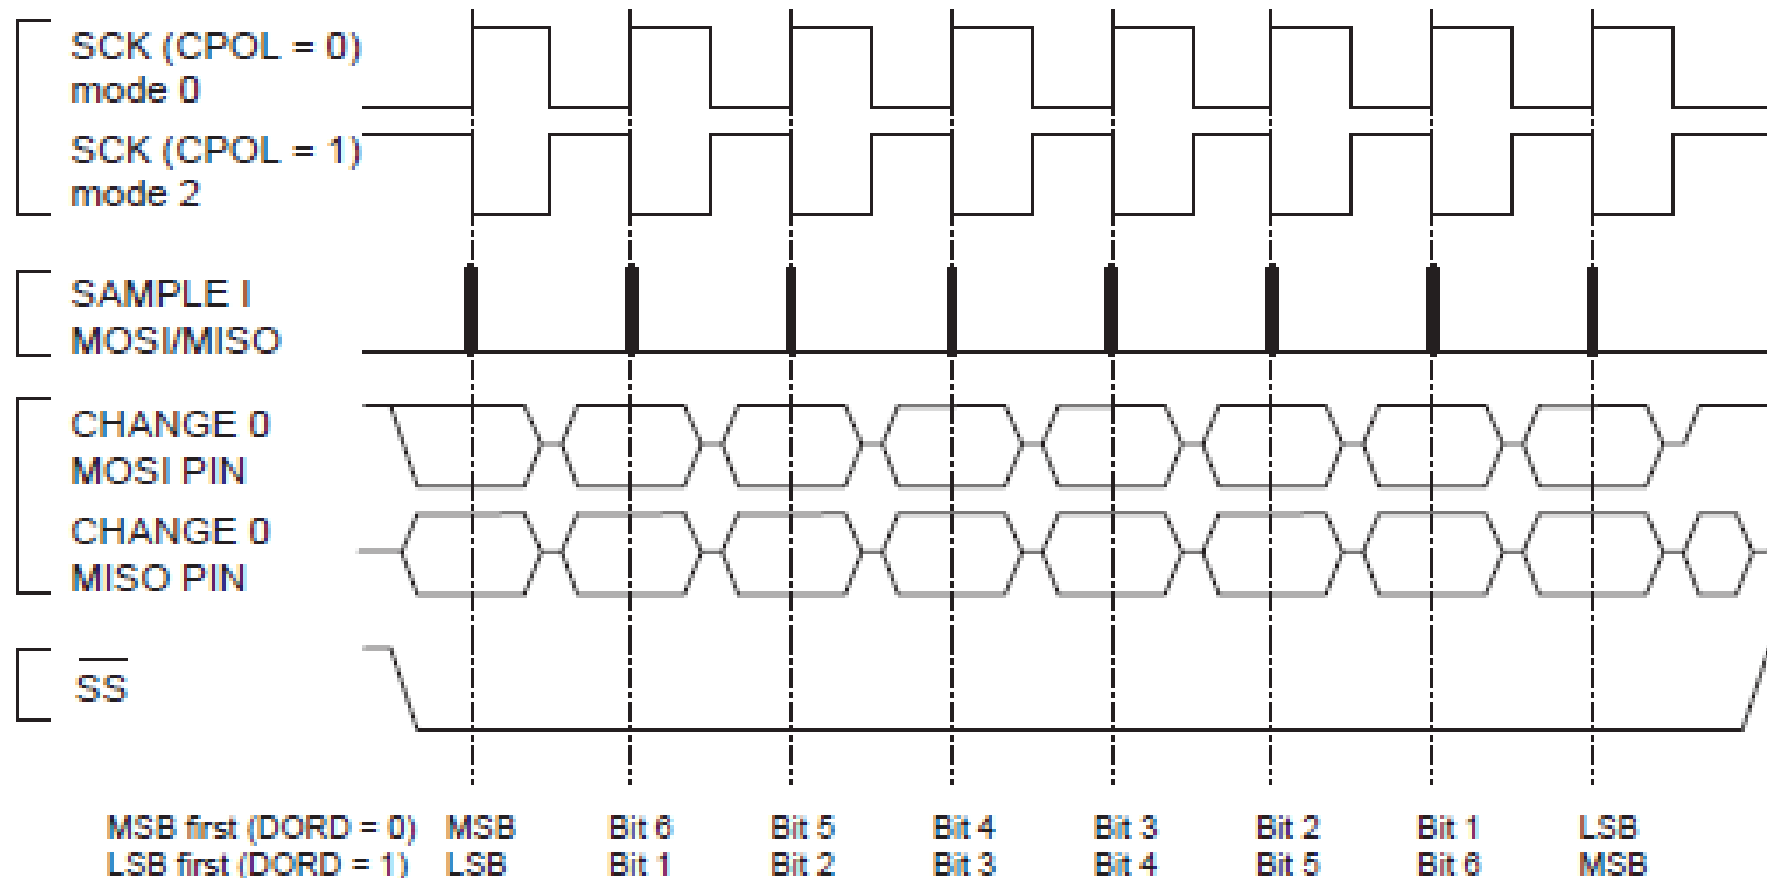 SCK (CPOL = 0)
mode 0
SCK (CPOL = 1)
mode 2
SAMPLE I
MOSI/MISO
CHANGE 0
MOSI PIN
CHANGE 0
MISO PIN
SS
MSB first (DORD = 0) MSB Bit 6 Bit 5 Bit 4 Bit 3 Bit 2 Bit 1 LSB
LSB first (DORD = 1) LSB Bit 1 Bit 2 Bit 3 Bit 4 Bit 5 Bit 6 MSB